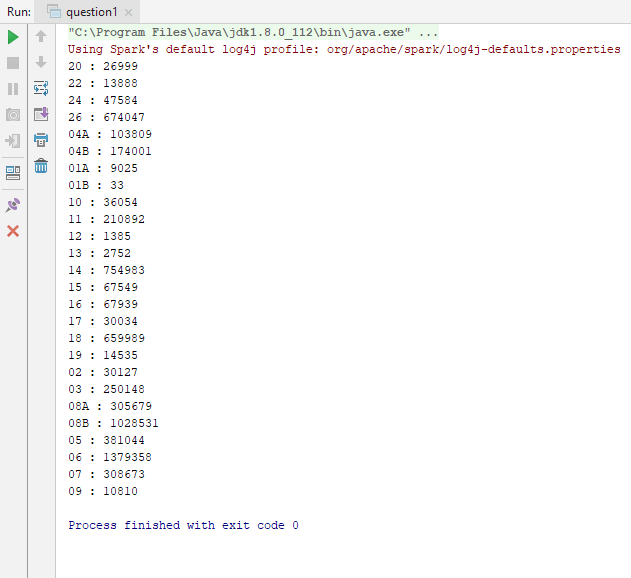 Run: question1
"C:\Program Files\Java\jdk1.8.0_112\bin\java.exe" ...
Using Spark's default log4j profile: org/apache/spark/log4j-defaults.properties
20 : 26999
22 : 13888
24 : 47584
26 : 674047
04A : 103809
04B : 174001
01A : 9025
01B : 33
10 : 36054
11 : 210892
12 : 1385
13 : 2752
14 : 754983
15 : 67549
16 : 67939
17 : 30034
18 : 659989
19 : 14535
02 : 30127
03 : 250148
08A : 305679
08B : 1028531
05 : 381044
06 : 1379358
07 : 308673
09 : 10810
Process finished with exit code 0